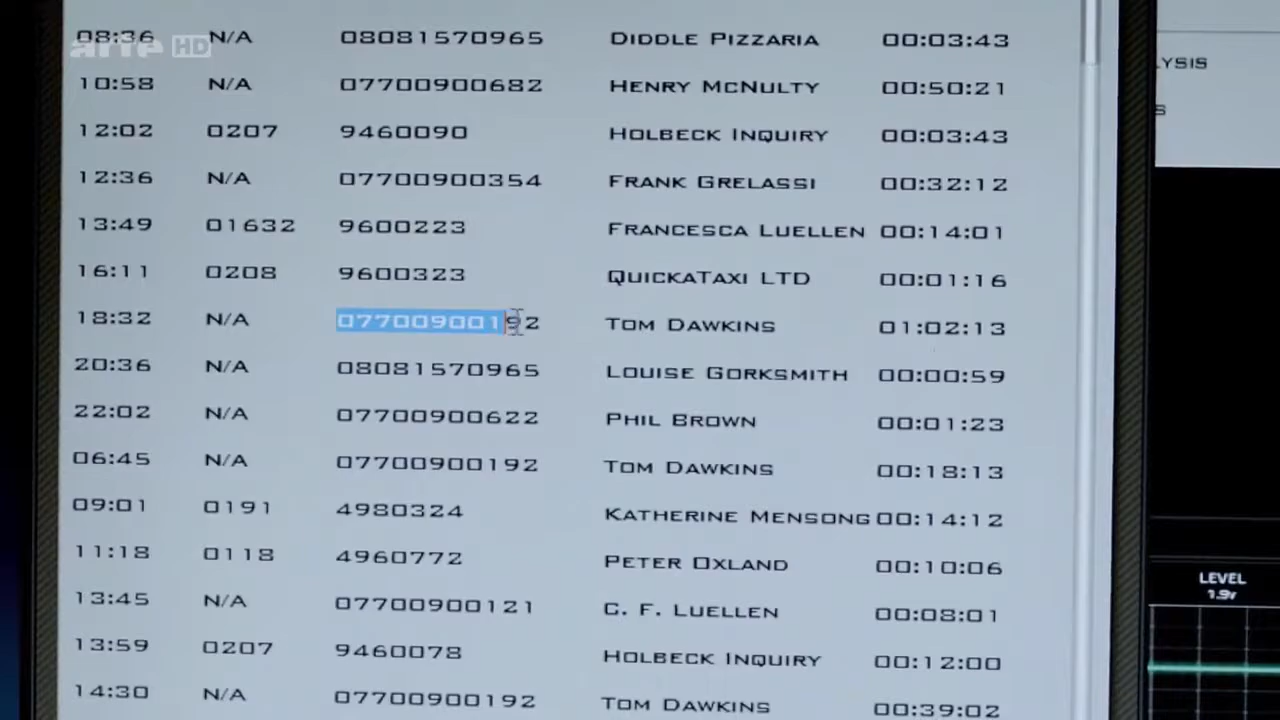 arte HD
08:36 N/A 08081570965 DIDDLE PIZZARIA 00:03:43
10:58 N/A 07700900682 HENRY MCNULTY 00:50:21
12:02 0207 9460090 HOLBECK INQUIRY 00:03:43
12:36 N/A 07700900354 FRANK GRELASSI 00:32:12
13:49 01632 9600223 FRANCESCA LUELLEN 00:14:01
16:11 0208 9600323 QUICKATAXI LTD 00:01:16
18:32 N/A 07700900192 TOM DAWKINS 01:02:13
20:36 N/A 08081570965 LOUISE GORKSMITH 00:00:59
22:02 N/A 07700900622 PHIL BROWN 00:01:23
06:45 N/A 07700900192 TOM DAWKINS 00:18:13
09:01 0191 4980324 KATHERINE MENSONG 00:14:12
11:18 0118 4960772 PETER OXLAND 00:10:06
13:45 N/A 07700900121 C. F. LUELLEN 00:08:01
13:59 0207 9460078 HOLBECK INQUIRY 00:12:00
14:30 N/A 07700900192 TOM DAWKINS 00:39:02
LYSIS
S
LEVEL
1.9v